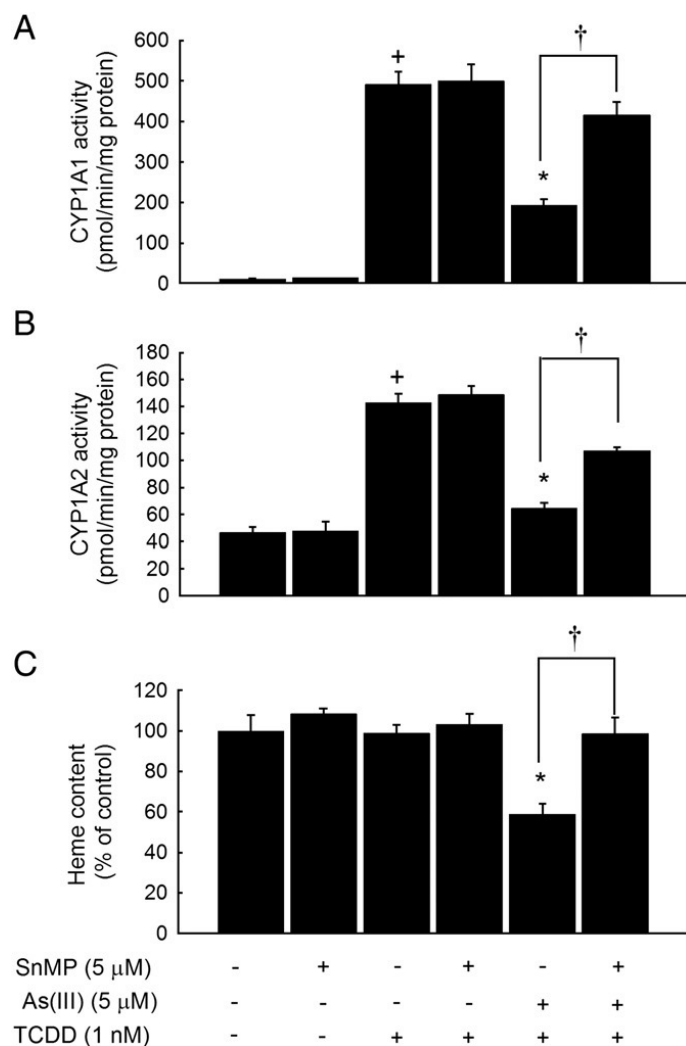 A
CYP1A1 activity
(pmol/min/mg protein)
600
500
400
300
200
100
0
+
*
†
B
CYP1A2 activity
(pmol/min/mg protein)
180
160
140
120
100
80
60
40
20
0
+
*
†
C
Heme content
(% of control)
120
100
80
60
40
20
0
*
†
SnMP (5 μM) - + - + - +
As(III) (5 μM) - - - - + +
TCDD (1 nM) - - + + + +